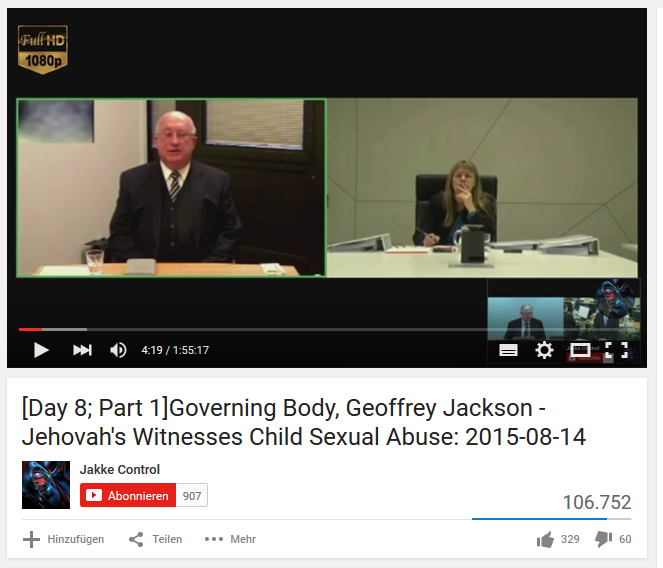 Full HD
1080p
4:19 / 1:55:17
[Day 8; Part 1]Governing Body, Geoffrey Jackson -
Jehovah's Witnesses Child Sexual Abuse: 2015-08-14
Jakke Control
Abonnieren 907
106.752
Hinzufügen Teilen Mehr 329 60